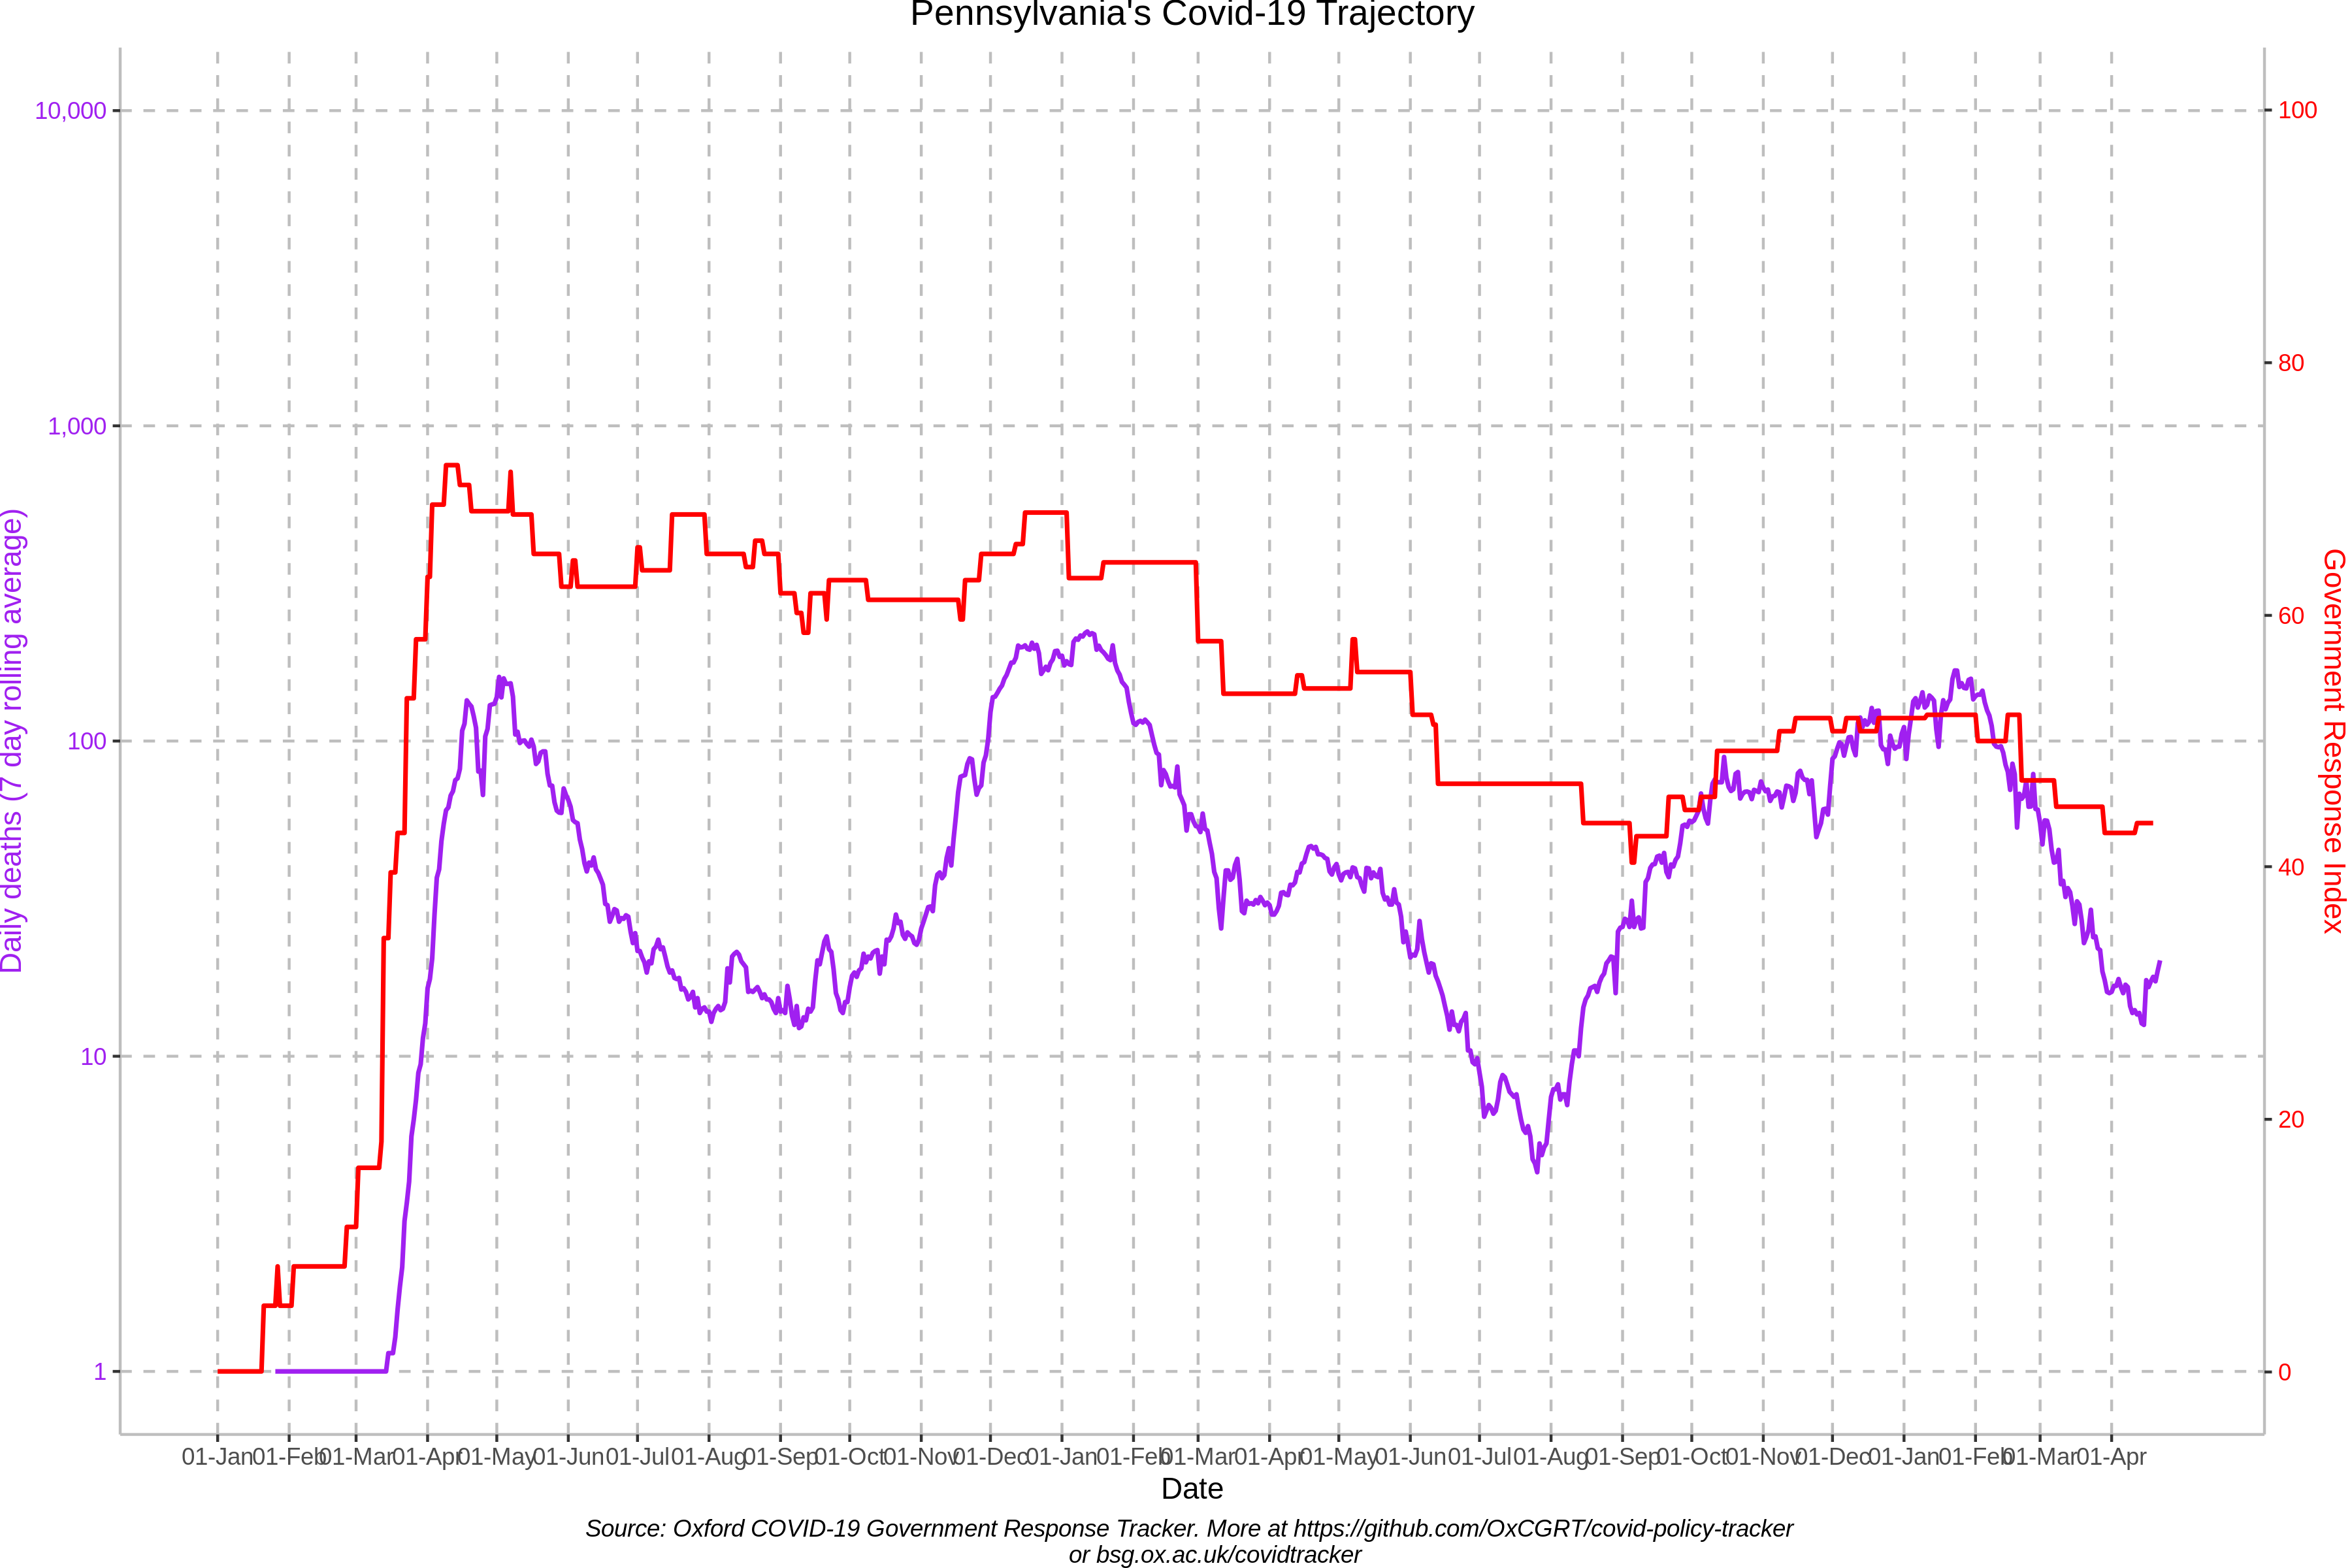 Pennsylvania's Covid-19 Trajectory
10,000
1,000
100
10
1
Daily deaths (7 day rolling average)
100
80
60
40
20
0
Government Response Index
01-Jan 01-Feb 01-Mar 01-Apr 01-May 01-Jun 01-Jul 01-Aug 01-Sep 01-Oct 01-Nov 01-Dec 01-Jan 01-Feb 01-Mar 01-Apr 01-May 01-Jun 01-Jul 01-Aug 01-Sep 01-Oct 01-Nov 01-Dec 01-Jan 01-Feb 01-Mar 01-Apr
Date
Source: Oxford COVID-19 Government Response Tracker. More at https://github.com/OxCGRT/covid-policy-tracker
or bsg.ox.ac.uk/covidtracker